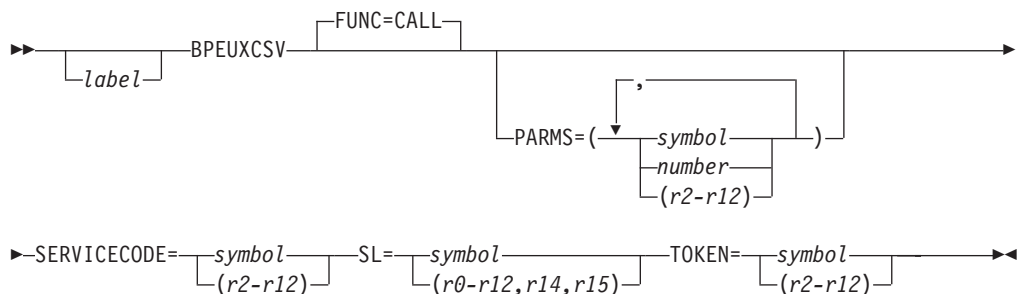 FUNC=CALL
BPEUXCSV
label
,
PARMS=( symbol )
number
(r2-r12)
SERVICECODE= symbol SL= symbol TOKEN= symbol
(r2-r12) (r0-r12,r14,r15) (r2-r12)